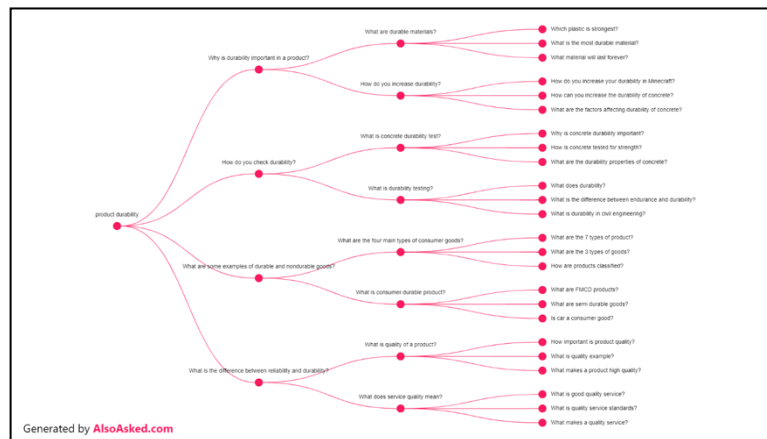 product durability
Why is durability important in a product?
What are durable materials?
Which plastic is strongest?
What is the most durable material?
What material will last forever?
How do you increase durability?
How do you increase your durability in Minecraft?
How can you increase the durability of concrete?
What are the factors affecting durability of concrete?
How do you check durability?
What is concrete durability test?
Why is concrete durability important?
How is concrete tested for strength?
What are the durability properties of concrete?
What is durability testing?
What does durability?
What is the difference between endurance and durability?
What is durability in civil engineering?
What are some examples of durable and nondurable goods?
What are the four main types of consumer goods?
What are the 7 types of product?
What are the 3 types of goods?
How are products classified?
What is consumer durable product?
What are FMCD products?
What are semi durable goods?
Is car a consumer good?
What is the difference between reliability and durability?
What is quality of a product?
How important is product quality?
What is quality example?
What makes a product high quality?
What does service quality mean?
What is good quality service?
What is quality service standards?
What makes a quality service?
Generated by AlsoAsked.com